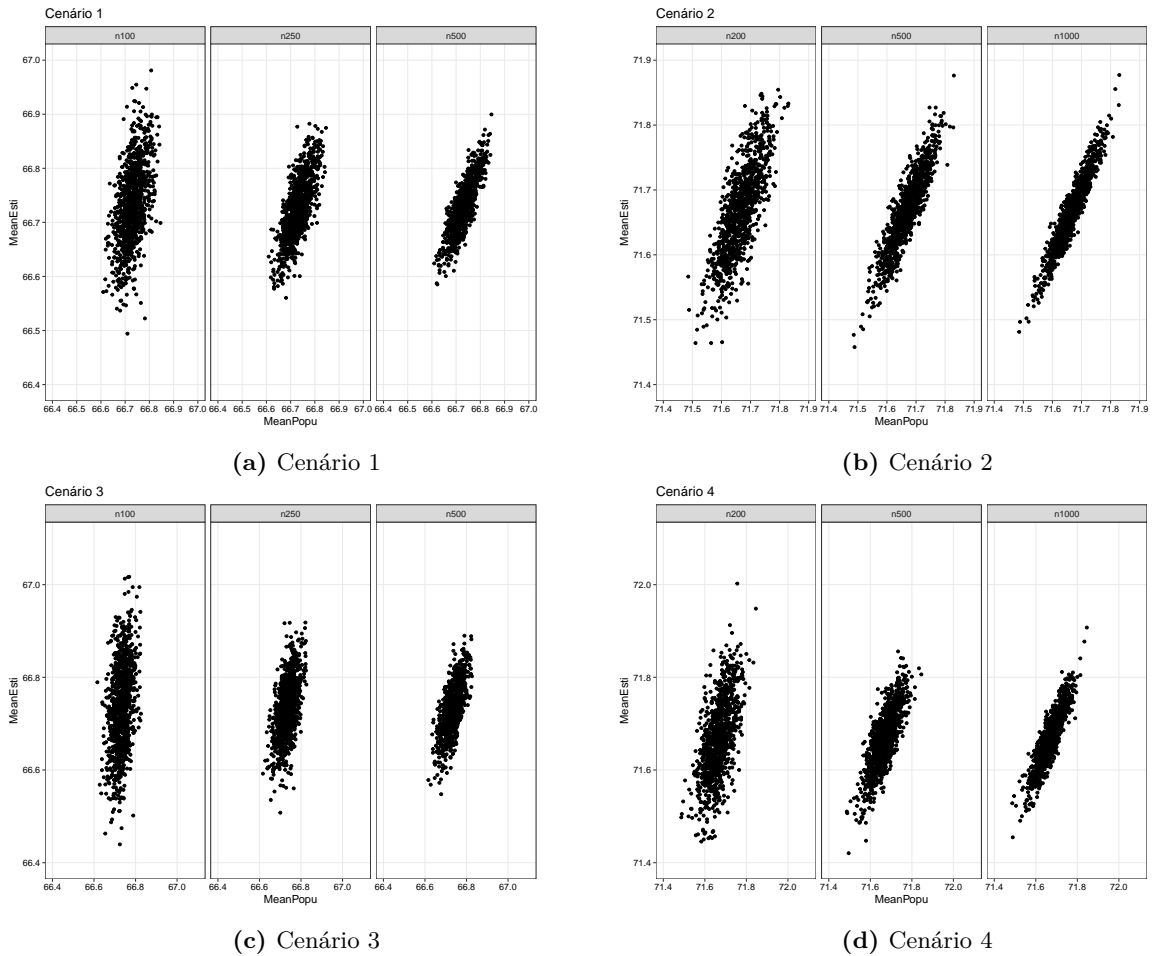 Cenário 1
n100 n250 n500
67.0
66.9
66.8
66.7
66.6
66.5
66.4
MeanEsti
66.4 66.5 66.6 66.7 66.8 66.9 67.0 66.4 66.5 66.6 66.7 66.8 66.9 67.0 66.4 66.5 66.6 66.7 66.8 66.9 67.0
MeanPopu
(a) Cenário 1
Cenário 2
n200 n500 n1000
71.9
71.8
71.7
71.6
71.5
71.4
MeanEsti
71.4 71.5 71.6 71.7 71.8 71.9 71.4 71.5 71.6 71.7 71.8 71.9 71.4 71.5 71.6 71.7 71.8 71.9
MeanPopu
(b) Cenário 2
Cenário 3
n100 n250 n500
67.0
66.8
66.6
66.4
MeanEsti
66.4 66.6 66.8 67.0 66.4 66.6 66.8 67.0 66.4 66.6 66.8 67.0
MeanPopu
(c) Cenário 3
Cenário 4
n200 n500 n1000
72.0
71.8
71.6
71.4
MeanEsti
71.4 71.6 71.8 72.0 71.4 71.6 71.8 72.0 71.4 71.6 71.8 72.0
MeanPopu
(d) Cenário 4